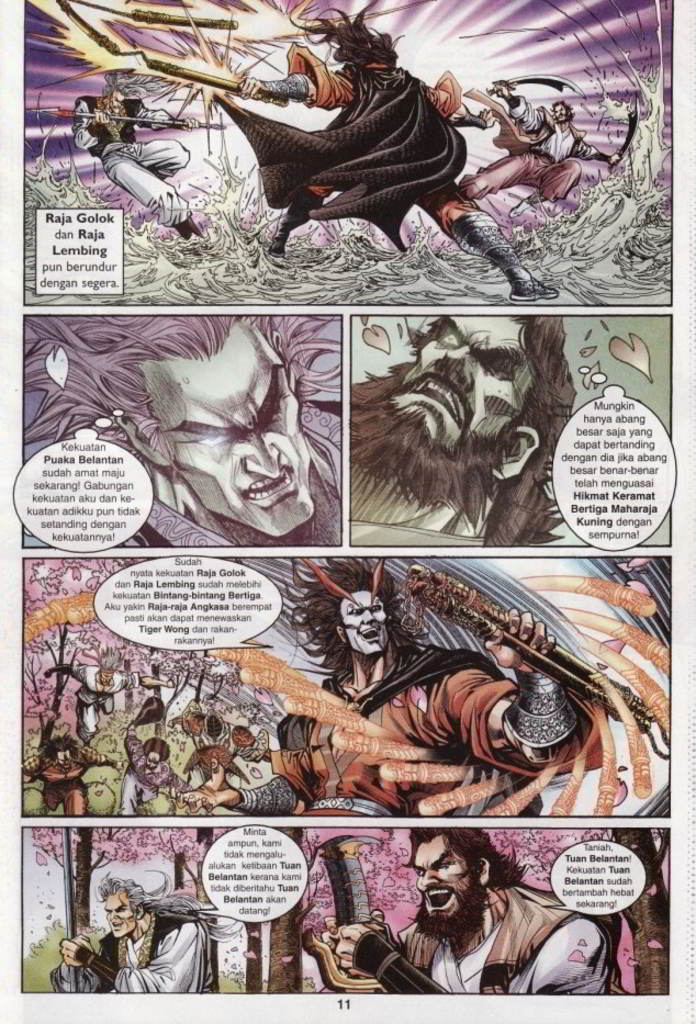 Raja Golok
dan Raja
Lembing
pun berundur
dengan segera.
Kekuatan
Puaka Belantan
sudah amat maju
sekarang! Gabungan
kekuatan aku dan ke-
kuatan adikku pun tidak
setanding dengan
kekuatannya!
Mungkin
hanya abang
besar saja yang
dapat bertanding
dengan dia jika abang
besar benar-benar
telah menguasai
Hikmat Keramat
Bertiga Maharaja
Kuning dengan
sempurna!
Sudah
nyata kekuatan Raja Golok
dan Raja Lembing sudah melebihi
kekuatan Bintang-bintang Bertiga.
Aku yakin Raja-raja Angkasa berempat
pasti akan dapat menewaskan
Tiger Wong dan rakan-
rakannya!
Minta
ampun, kami
tidak mengalu-
alukan ketibaan Tuan
Belantan kerana kami
tidak diberitahu Tuan
Belantan akan
datang!
Taniah,
Tuan Belantan!
Kekuatan Tuan
Belantan sudah
bertambah hebat
sekarang!
11